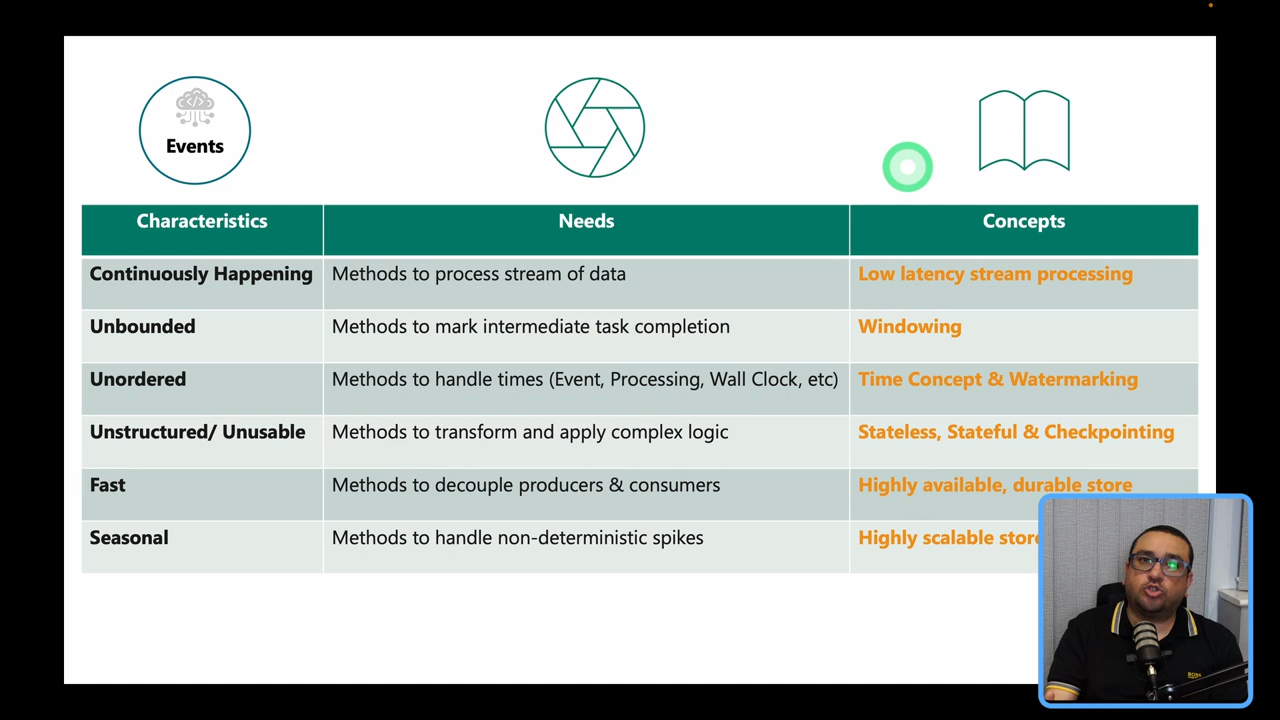 </>
Events
Characteristics Needs Concepts
Continuously Happening Methods to process stream of data Low latency stream processing
Unbounded Methods to mark intermediate task completion Windowing
Unordered Methods to handle times (Event, Processing, Wall Clock, etc) Time Concept & Watermarking
Unstructured/ Unusable Methods to transform and apply complex logic Stateless, Stateful & Checkpointing
Fast Methods to decouple producers & consumers Highly available, durable store
Seasonal Methods to handle non-deterministic spikes Highly scalable store
BOSS